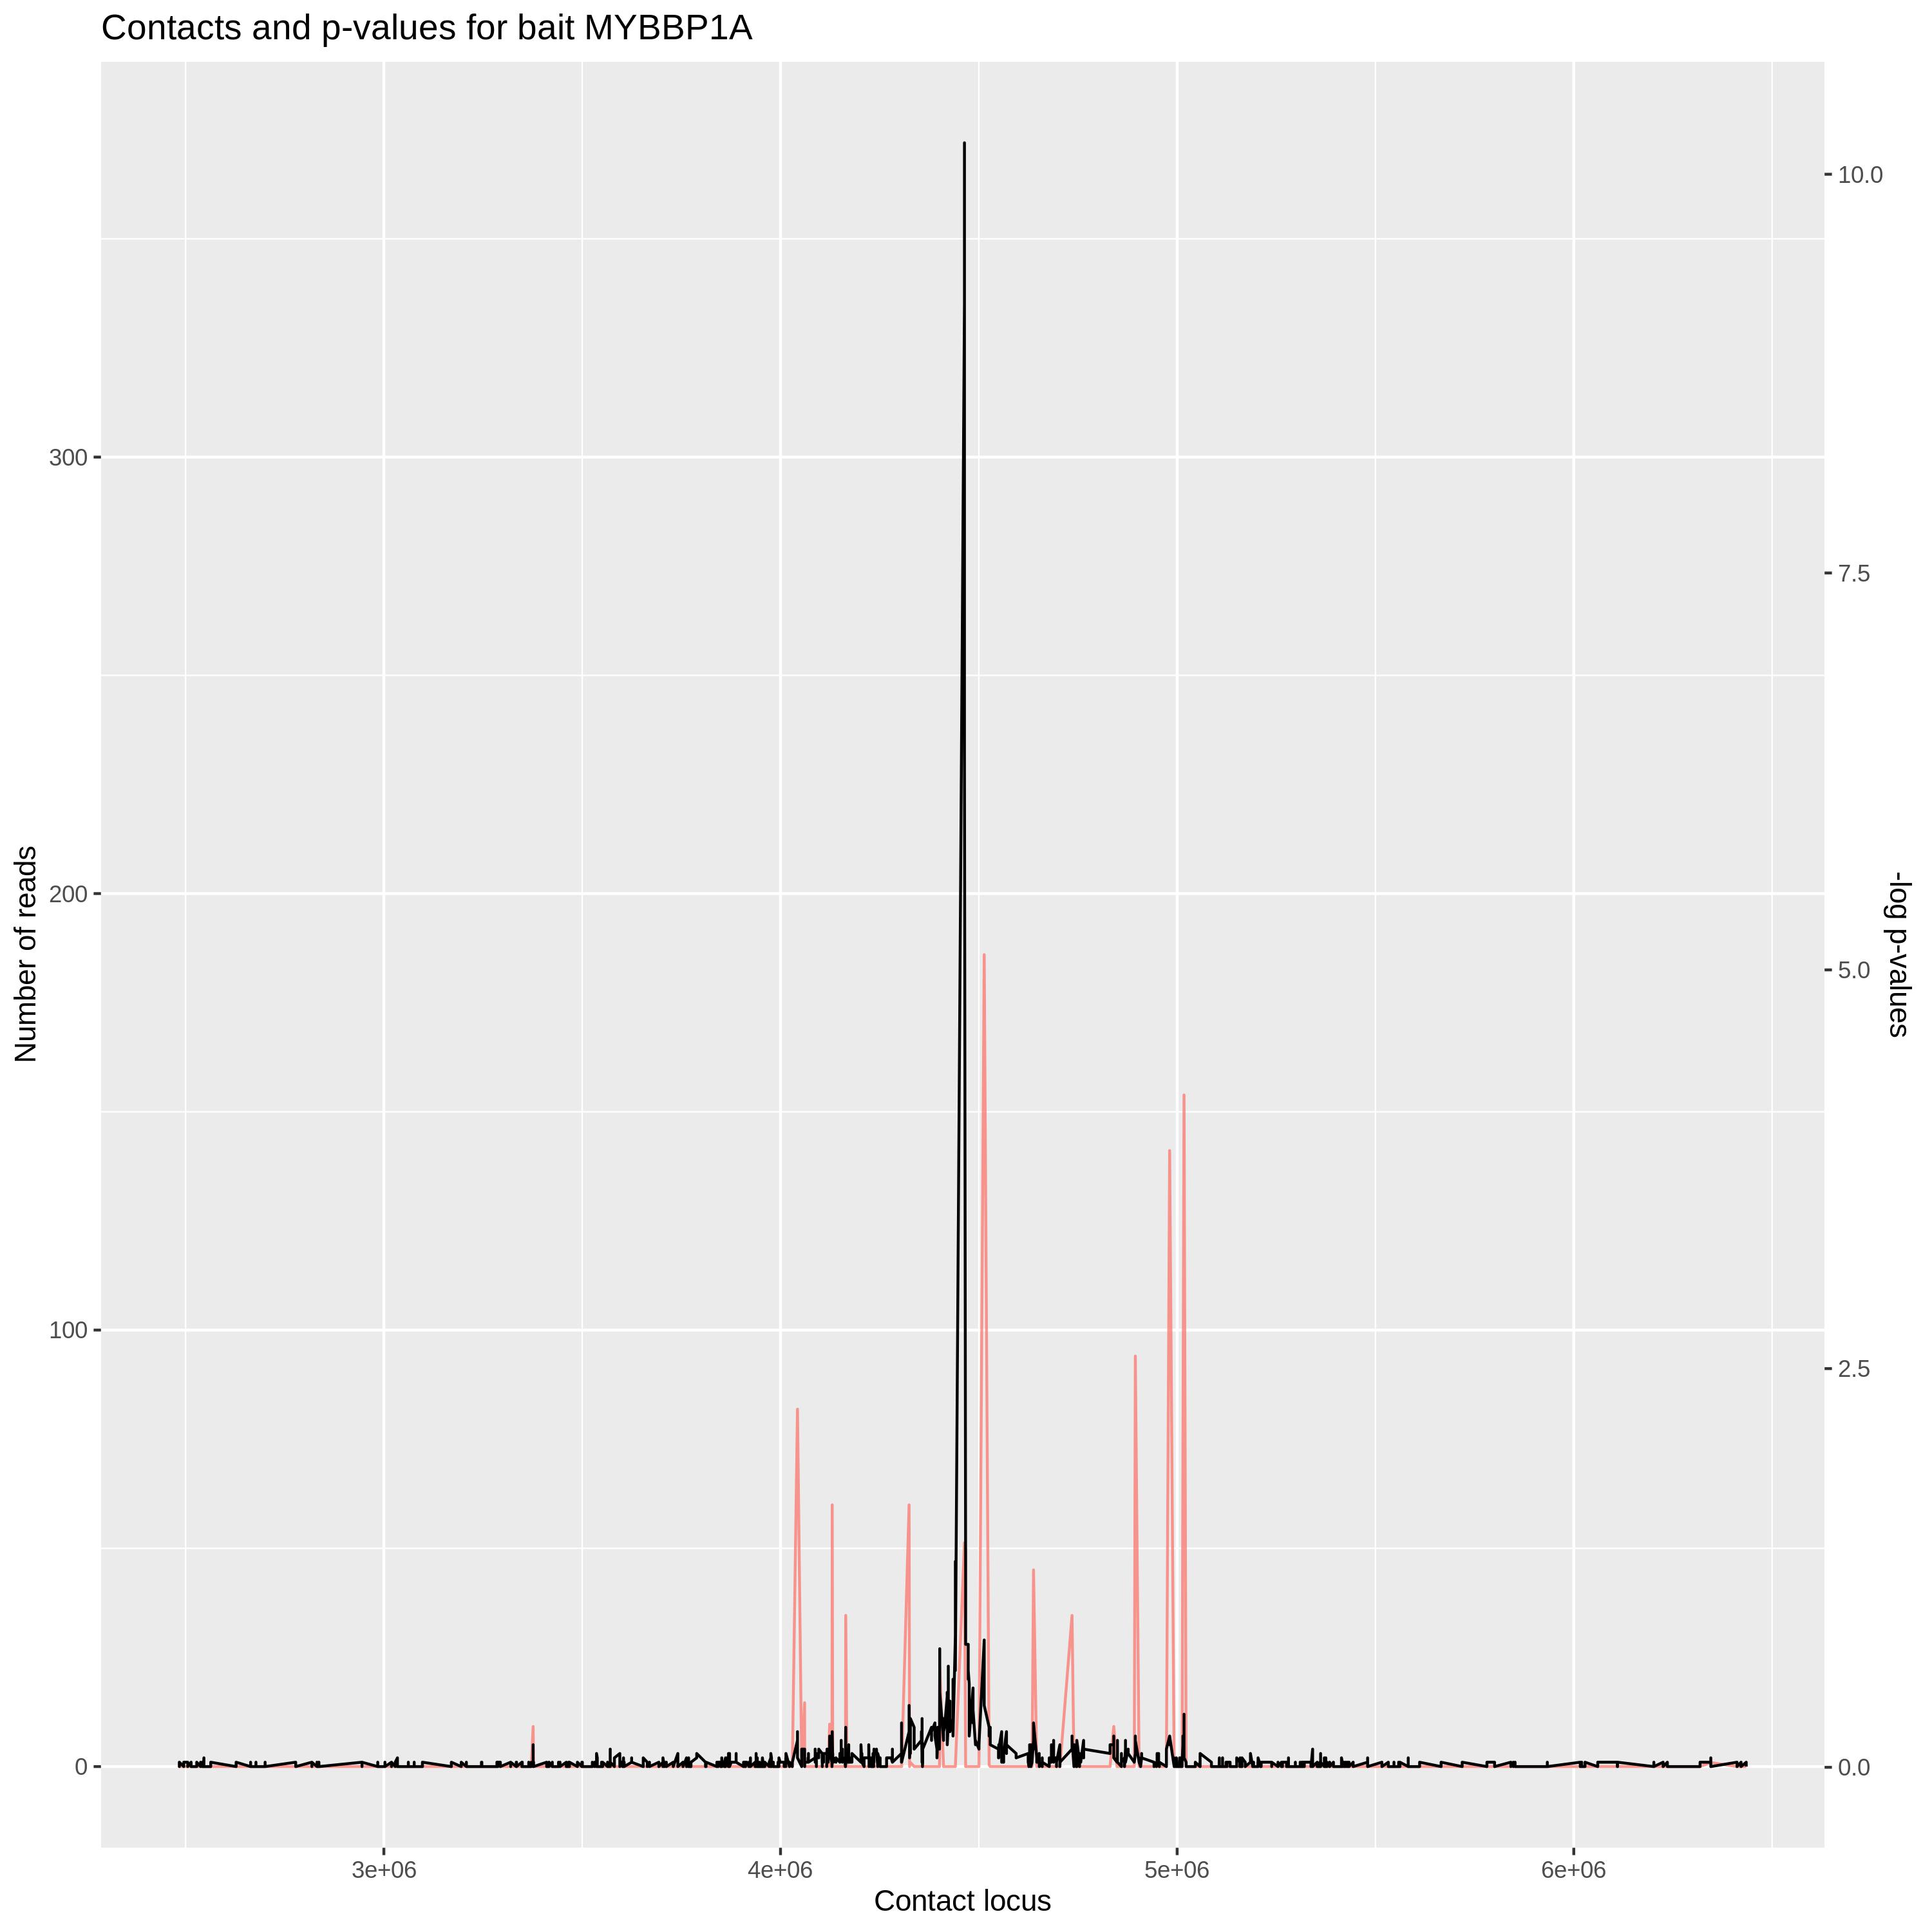 Contacts and p-values for bait MYBBP1A
Number of reads
300
200
100
0
10.0
7.5
5.0
2.5
0.0
-log p-values
3e+06
4e+06
5e+06
6e+06
Contact locus